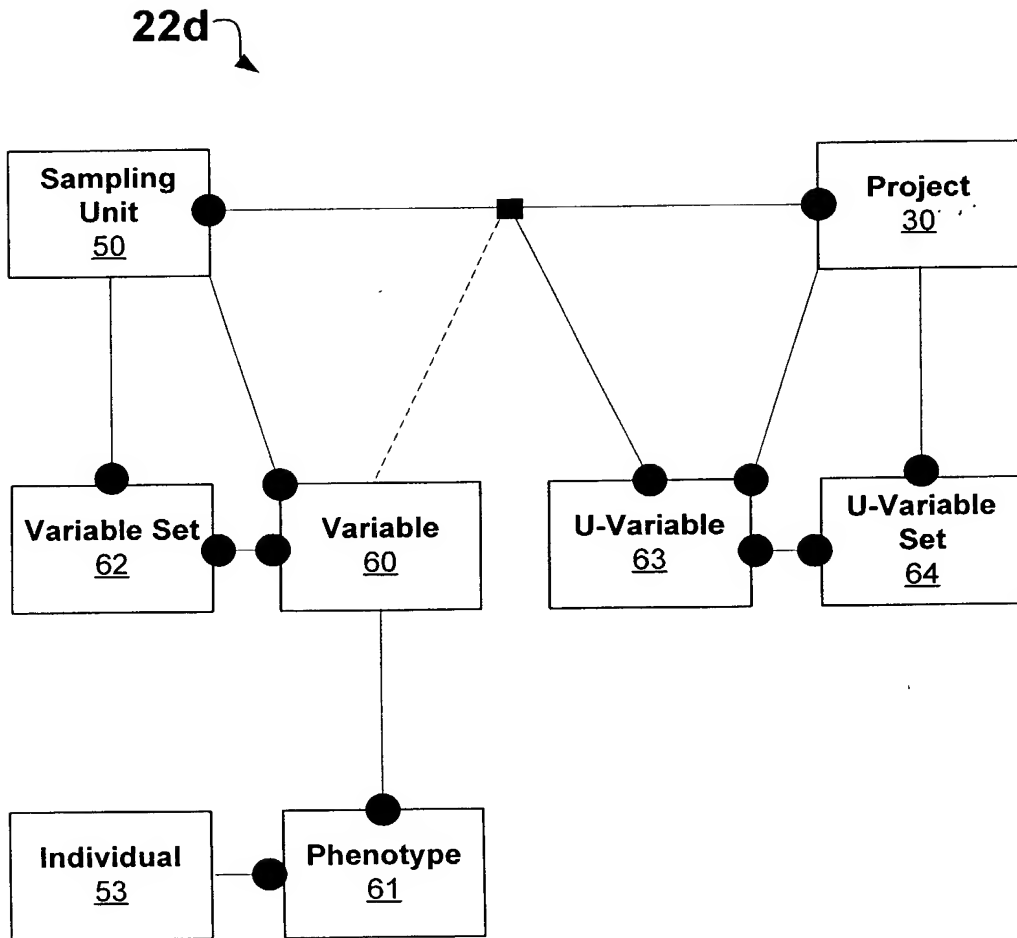 22d
Sampling
Unit
50
Project
30
Variable Set
62
Variable
60
U-Variable
63
U-Variable
Set
64
Individual
53
Phenotype
61